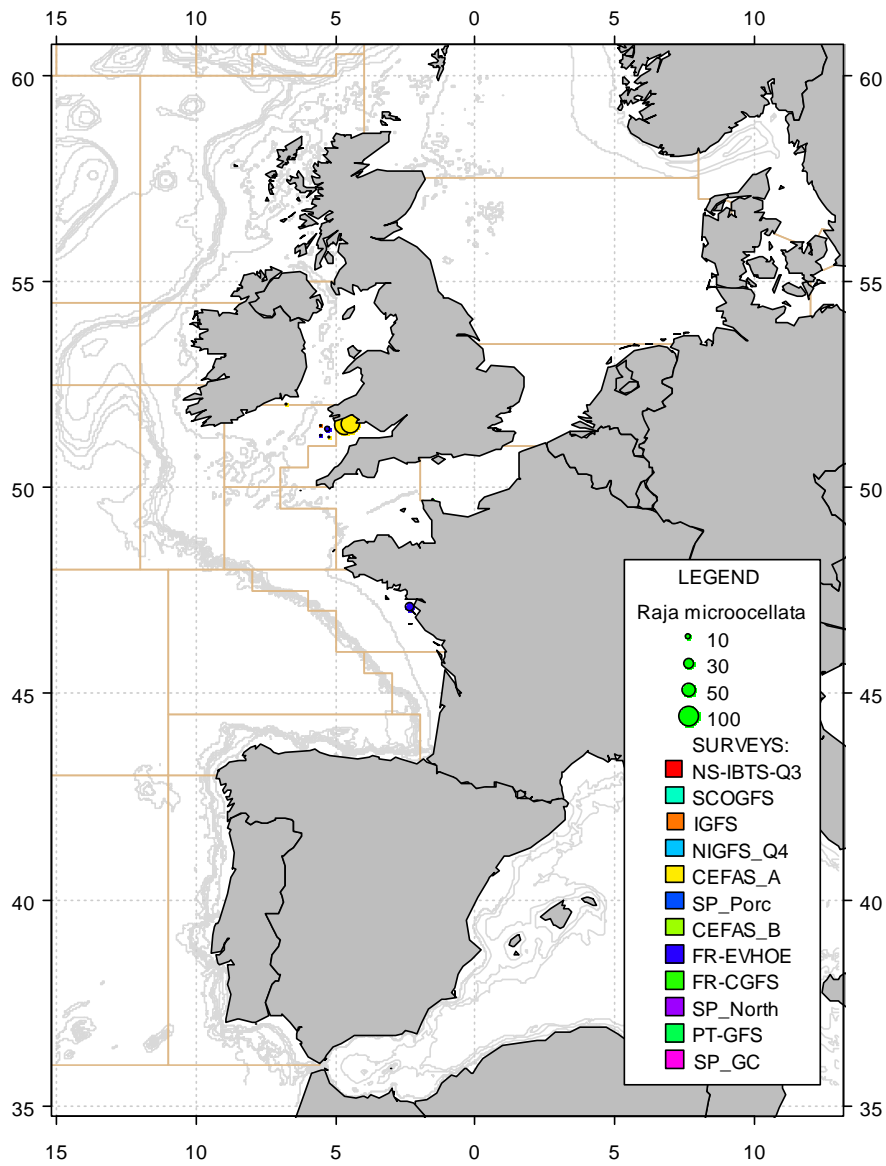 15 10 5 0 5 10
60 60
55 55
50 50
LEGEND
Raja microocellata
10
30
45 50 45
100
SURVEYS:
NS-IBTS-Q3
SCOGFS
IGFS
NIGFS_Q4
CEFAS_A
40 SP_Porc 40
CEFAS_B
FR-EVHOE
FR-CGFS
SP_North
PT-GFS
SP_GC
35 35
15 10 5 0 5 10